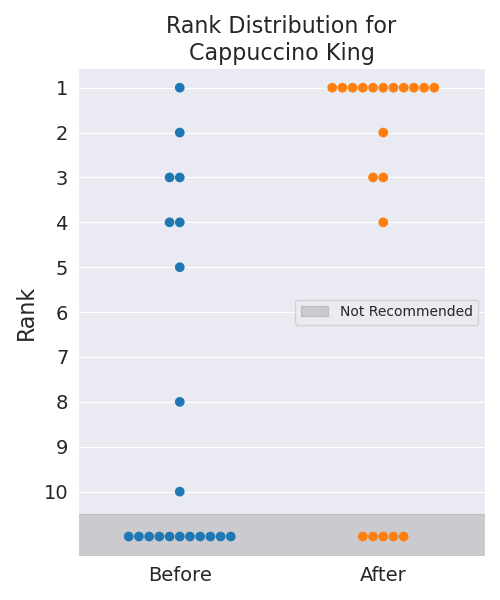 Rank Distribution for
Cappuccino King
1
2
3
4
5
6
7
8
9
10
Rank
Not Recommended
Before
After